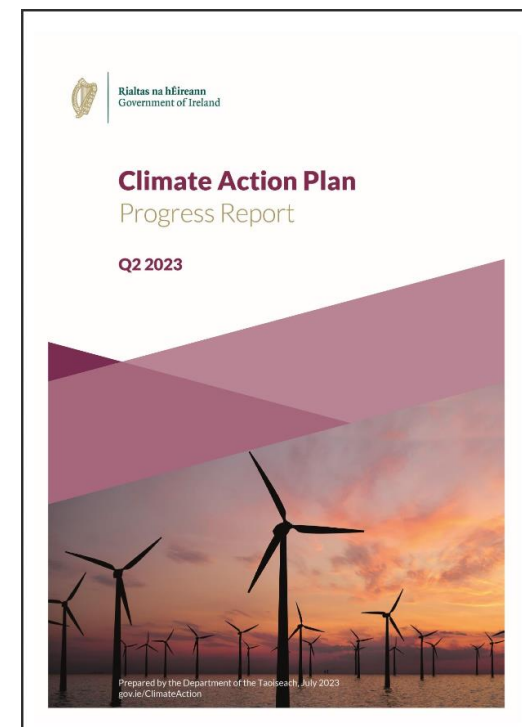 Rialtas na hÉireann
Government of Ireland
Climate Action Plan
Progress Report
Q2 2023
Prepared by the Department of the Taoiseach, July 2023
gov.ie/ClimateAction